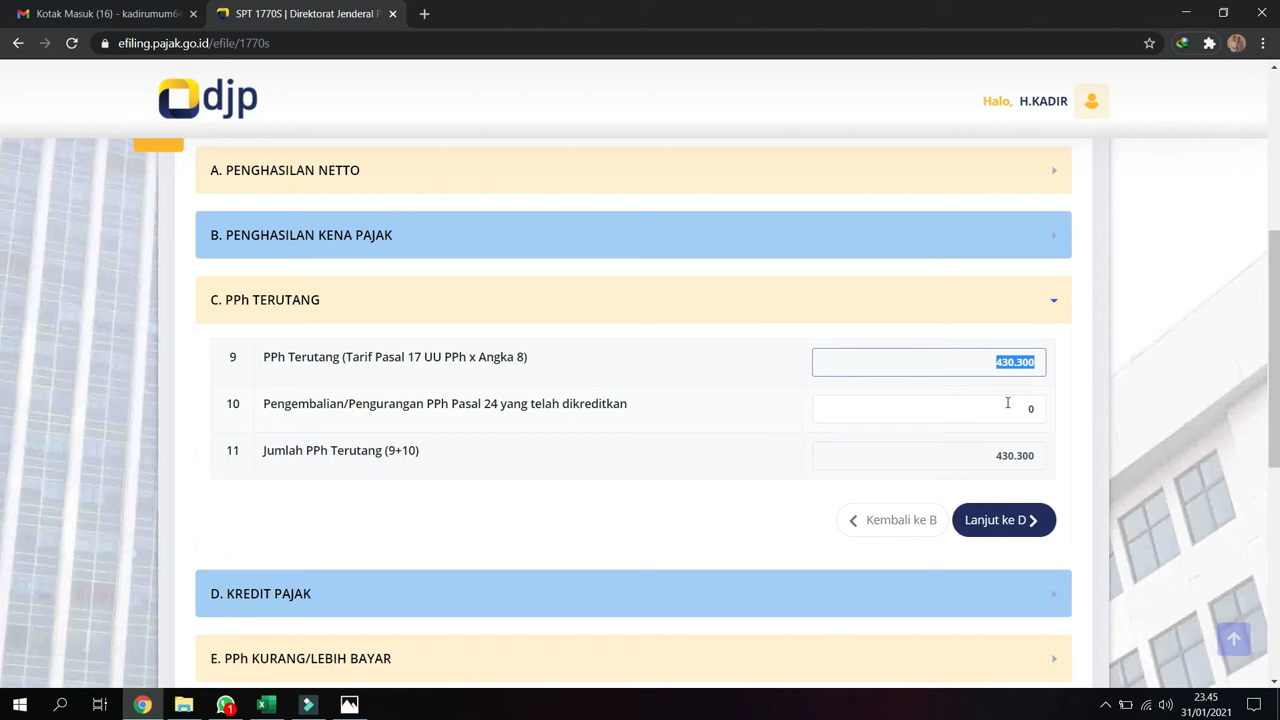 Kotak Masuk (16) - kadirumum64
SPT 1770S | Direktorat Jenderal P
efiling.pajak.go.id/efile/1770s
djp
Halo, H.KADIR
A. PENGHASILAN NETTO
B. PENGHASILAN KENA PAJAK
C. PPh TERUTANG
9 PPh Terutang (Tarif Pasal 17 UU PPh x Angka 8) 430.300
10 Pengembalian/Pengurangan PPh Pasal 24 yang telah dikreditkan 0
11 Jumlah PPh Terutang (9+10) 430.300
Kembali ke B
Lanjut ke D
D. KREDIT PAJAK
E. PPh KURANG/LEBIH BAYAR
1
23.45
31/01/2021